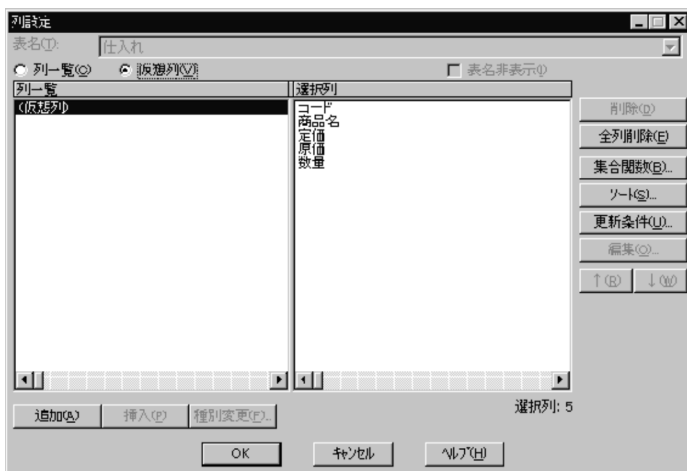 列設定
表名(T):
仕入れ
列一覧(O)
仮想列(V)
表名非表示(I)
列一覧
選択列
(仮想列)
コード
商品名
定価
原価
数量
削除(D)
全列削除(E)
集合関数(B)...
ソート(S)...
更新条件(U)...
編集(O)...
↑(R)
↓(W)
選択列: 5
追加(A)
挿入(P)
種別変更(F)...
OK
キャンセル
ヘルプ(H)